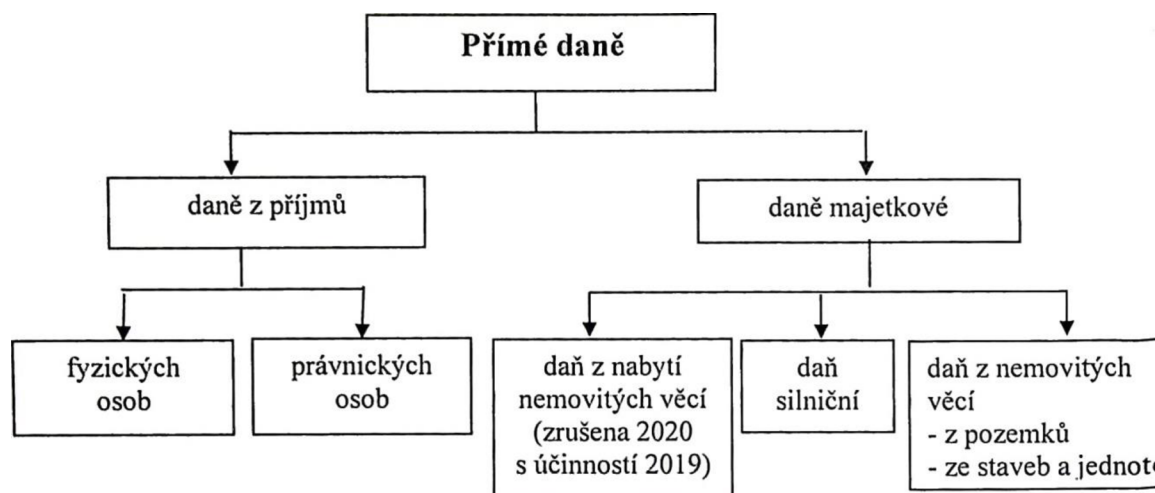 Přímé daně
daně z příjmů
daně majetkové
fyzických
osob
právnických
osob
daň z nabytí
nemovitých věcí
(zrušena 2020
s účinností 2019)
daň
silniční
daň z nemovitých
věcí
- z pozemků
- ze staveb a jednote